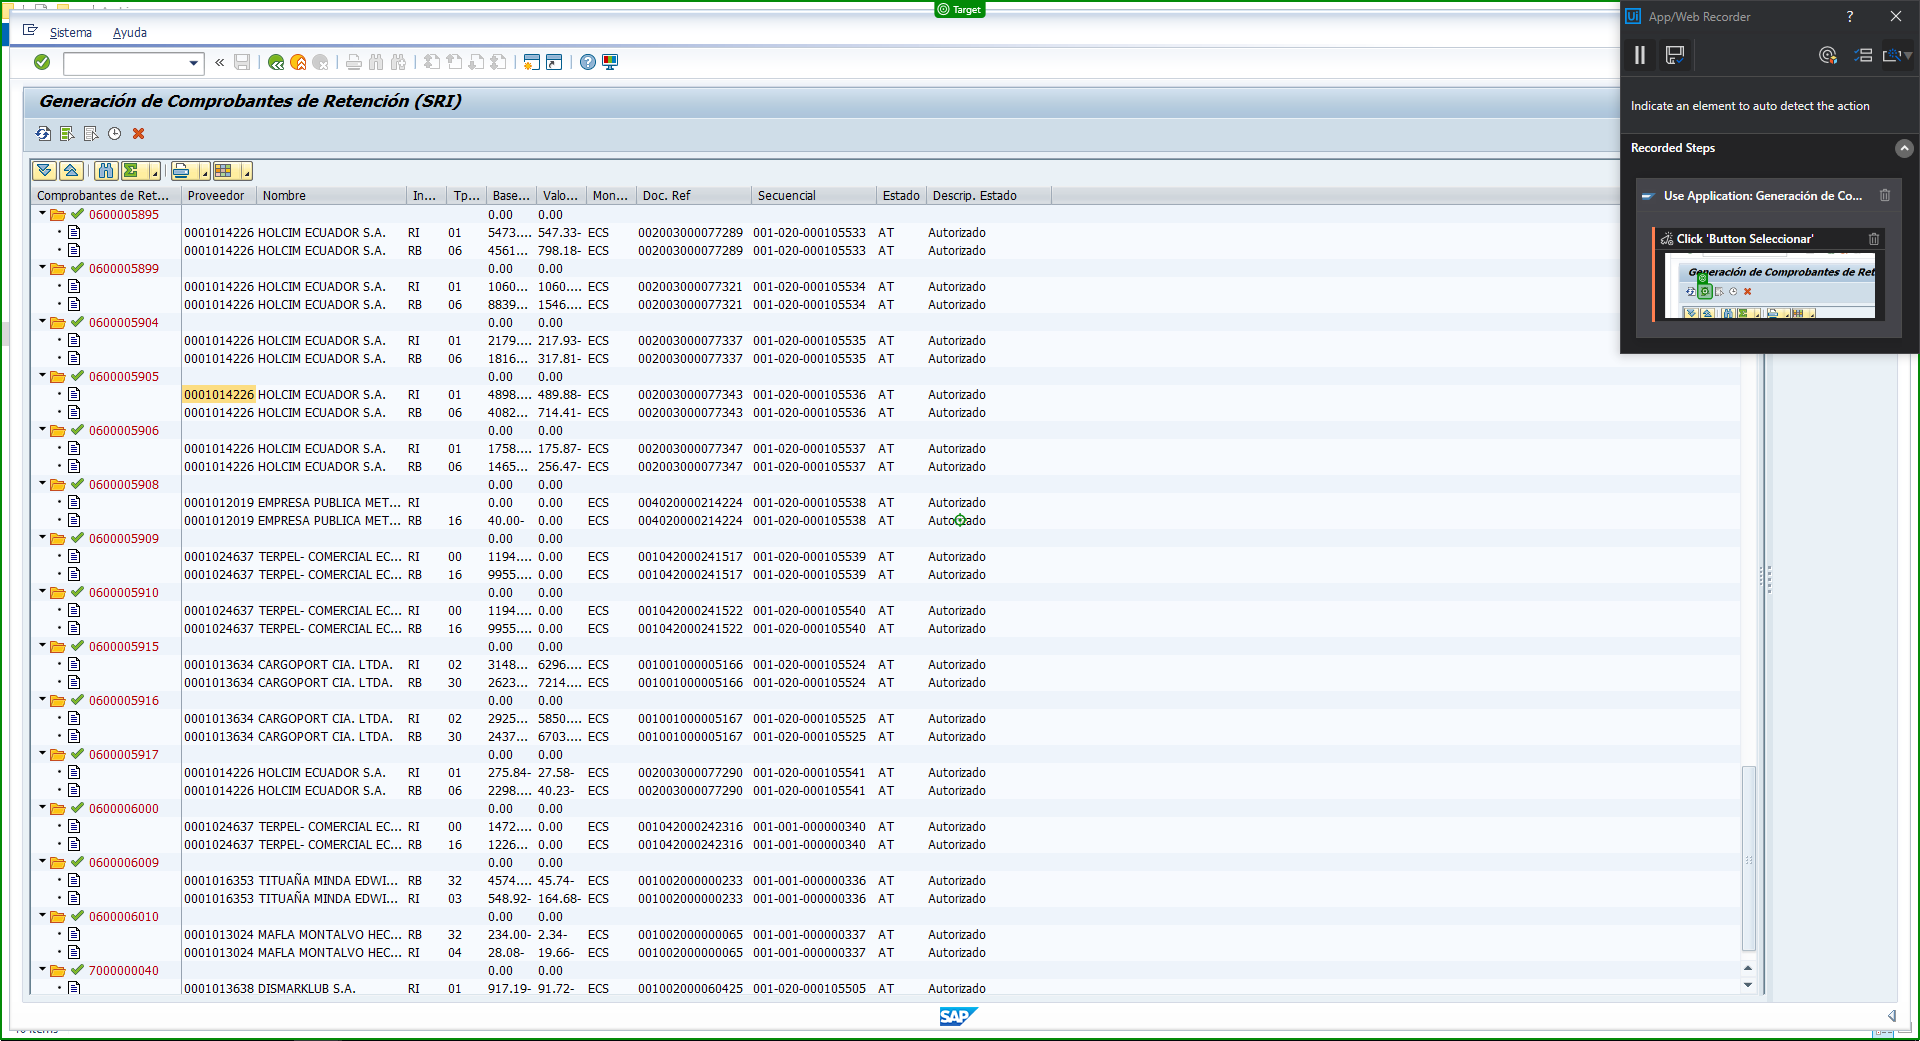 Target
Sistema Ayuda
Generación de Comprobantes de Retención (SRI)
Comprobantes de Ret... Proveedor Nombre In... Tp... Base... Valo... Mon... Doc. Ref Secuencial Estado Descrip. Estado
0600005895 0.00 0.00
0001014226 HOLCIM ECUADOR S.A. RI 01 5473.... 547.33- ECS 002003000077289 001-020-000105533 AT Autorizado
0001014226 HOLCIM ECUADOR S.A. RB 06 4561... 798.18- ECS 002003000077289 001-020-000105533 AT Autorizado
0600005899 0.00 0.00
0001014226 HOLCIM ECUADOR S.A. RI 01 1060.... 1060.... ECS 002003000077321 001-020-000105534 AT Autorizado
0001014226 HOLCIM ECUADOR S.A. RB 06 8839... 1546.... ECS 002003000077321 001-020-000105534 AT Autorizado
0600005904 0.00 0.00
0001014226 HOLCIM ECUADOR S.A. RI 01 2179... 217.93- ECS 002003000077337 001-020-000105535 AT Autorizado
0001014226 HOLCIM ECUADOR S.A. RB 06 1816... 317.81- ECS 002003000077337 001-020-000105535 AT Autorizado
0600005905 0.00 0.00
0001014226 HOLCIM ECUADOR S.A. RI 01 4898.... 489.88- ECS 002003000077343 001-020-000105536 AT Autorizado
0001014226 HOLCIM ECUADOR S.A. RB 06 4082... 714.41- ECS 002003000077343 001-020-000105536 AT Autorizado
0600005906 0.00 0.00
0001014226 HOLCIM ECUADOR S.A. RI 01 1758.... 175.87- ECS 002003000077347 001-020-000105537 AT Autorizado
0001014226 HOLCIM ECUADOR S.A. RB 06 1465... 256.47- ECS 002003000077347 001-020-000105537 AT Autorizado
0600005908 0.00 0.00
0001012019 EMPRESA PUBLICA MET... RI 0.00 0.00 ECS 004020000214224 001-020-000105538 AT Autorizado
0001012019 EMPRESA PUBLICA MET... RB 16 40.00- 0.00 ECS 004020000214224 001-020-000105538 AT Autorizado
0600005909 0.00 0.00
0001024637 TERPEL- COMERCIAL EC... RI 00 1194.... 0.00 ECS 001042000241517 001-020-000105539 AT Autorizado
0001024637 TERPEL- COMERCIAL EC... RB 16 9955.... 0.00 ECS 001042000241517 001-020-000105539 AT Autorizado
0600005910 0.00 0.00
0001024637 TERPEL- COMERCIAL EC... RI 00 1194.... 0.00 ECS 001042000241522 001-020-000105540 AT Autorizado
0001024637 TERPEL- COMERCIAL EC... RB 16 9955.... 0.00 ECS 001042000241522 001-020-000105540 AT Autorizado
0600005915 0.00 0.00
0001013634 CARGOPORT CIA. LTDA. RI 02 3148... 6296.... ECS 001001000005166 001-020-000105524 AT Autorizado
0001013634 CARGOPORT CIA. LTDA. RB 30 2623... 7214.... ECS 001001000005166 001-020-000105524 AT Autorizado
0600005916 0.00 0.00
0001013634 CARGOPORT CIA. LTDA. RI 02 2925... 5850.... ECS 001001000005167 001-020-000105525 AT Autorizado
0001013634 CARGOPORT CIA. LTDA. RB 30 2437... 6703.... ECS 001001000005167 001-020-000105525 AT Autorizado
0600005917 0.00 0.00
0001014226 HOLCIM ECUADOR S.A. RI 01 275.84- 27.58- ECS 002003000077290 001-020-000105541 AT Autorizado
0001014226 HOLCIM ECUADOR S.A. RB 06 2298.... 40.23- ECS 002003000077290 001-020-000105541 AT Autorizado
0600006000 0.00 0.00
0001024637 TERPEL- COMERCIAL EC... RI 00 1472.... 0.00 ECS 001042000242316 001-001-000000340 AT Autorizado
0001024637 TERPEL- COMERCIAL EC... RB 16 1226... 0.00 ECS 001042000242316 001-001-000000340 AT Autorizado
0600006009 0.00 0.00
0001016353 TITUAÑA MINDA EDWI... RB 32 4574.... 45.74- ECS 001002000000233 001-001-000000336 AT Autorizado
0001016353 TITUAÑA MINDA EDWI... RI 03 548.92- 164.68- ECS 001002000000233 001-001-000000336 AT Autorizado
0600006010 0.00 0.00
0001013024 MAFLA MONTALVO HEC... RB 32 234.00- 2.34- ECS 001002000000065 001-001-000000337 AT Autorizado
0001013024 MAFLA MONTALVO HEC... RI 04 28.08- 19.66- ECS 001002000000065 001-001-000000337 AT Autorizado
7000000040 0.00 0.00
0001013638 DISMARKLUB S.A. RI 01 917.19- 91.72- ECS 001002000060425 001-020-000105505 AT Autorizado
SAP
Ui App/Web Recorder ?
Indicate an element to auto detect the action
Recorded Steps
Use Application: Generación de Co...
Click 'Button Seleccionar'
Generación de Comprobantes de Ret